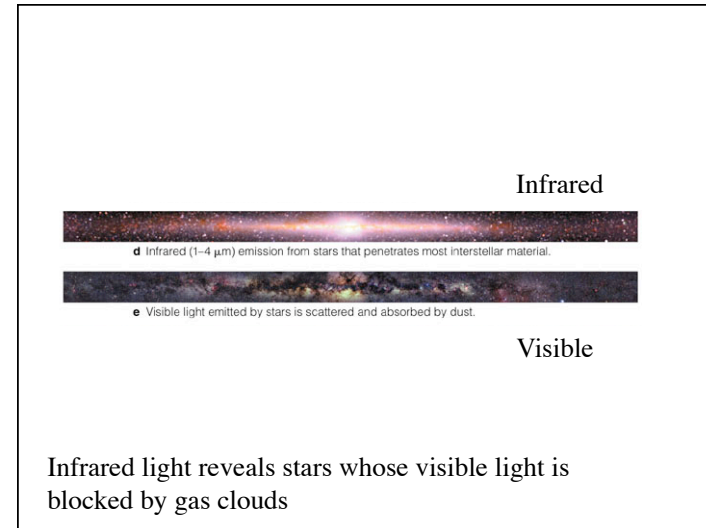 Infrared
d Infrared (1–4 μm) emission from stars that penetrates most interstellar material.
e Visible light emitted by stars is scattered and absorbed by dust.
Visible
Infrared light reveals stars whose visible light is
blocked by gas clouds